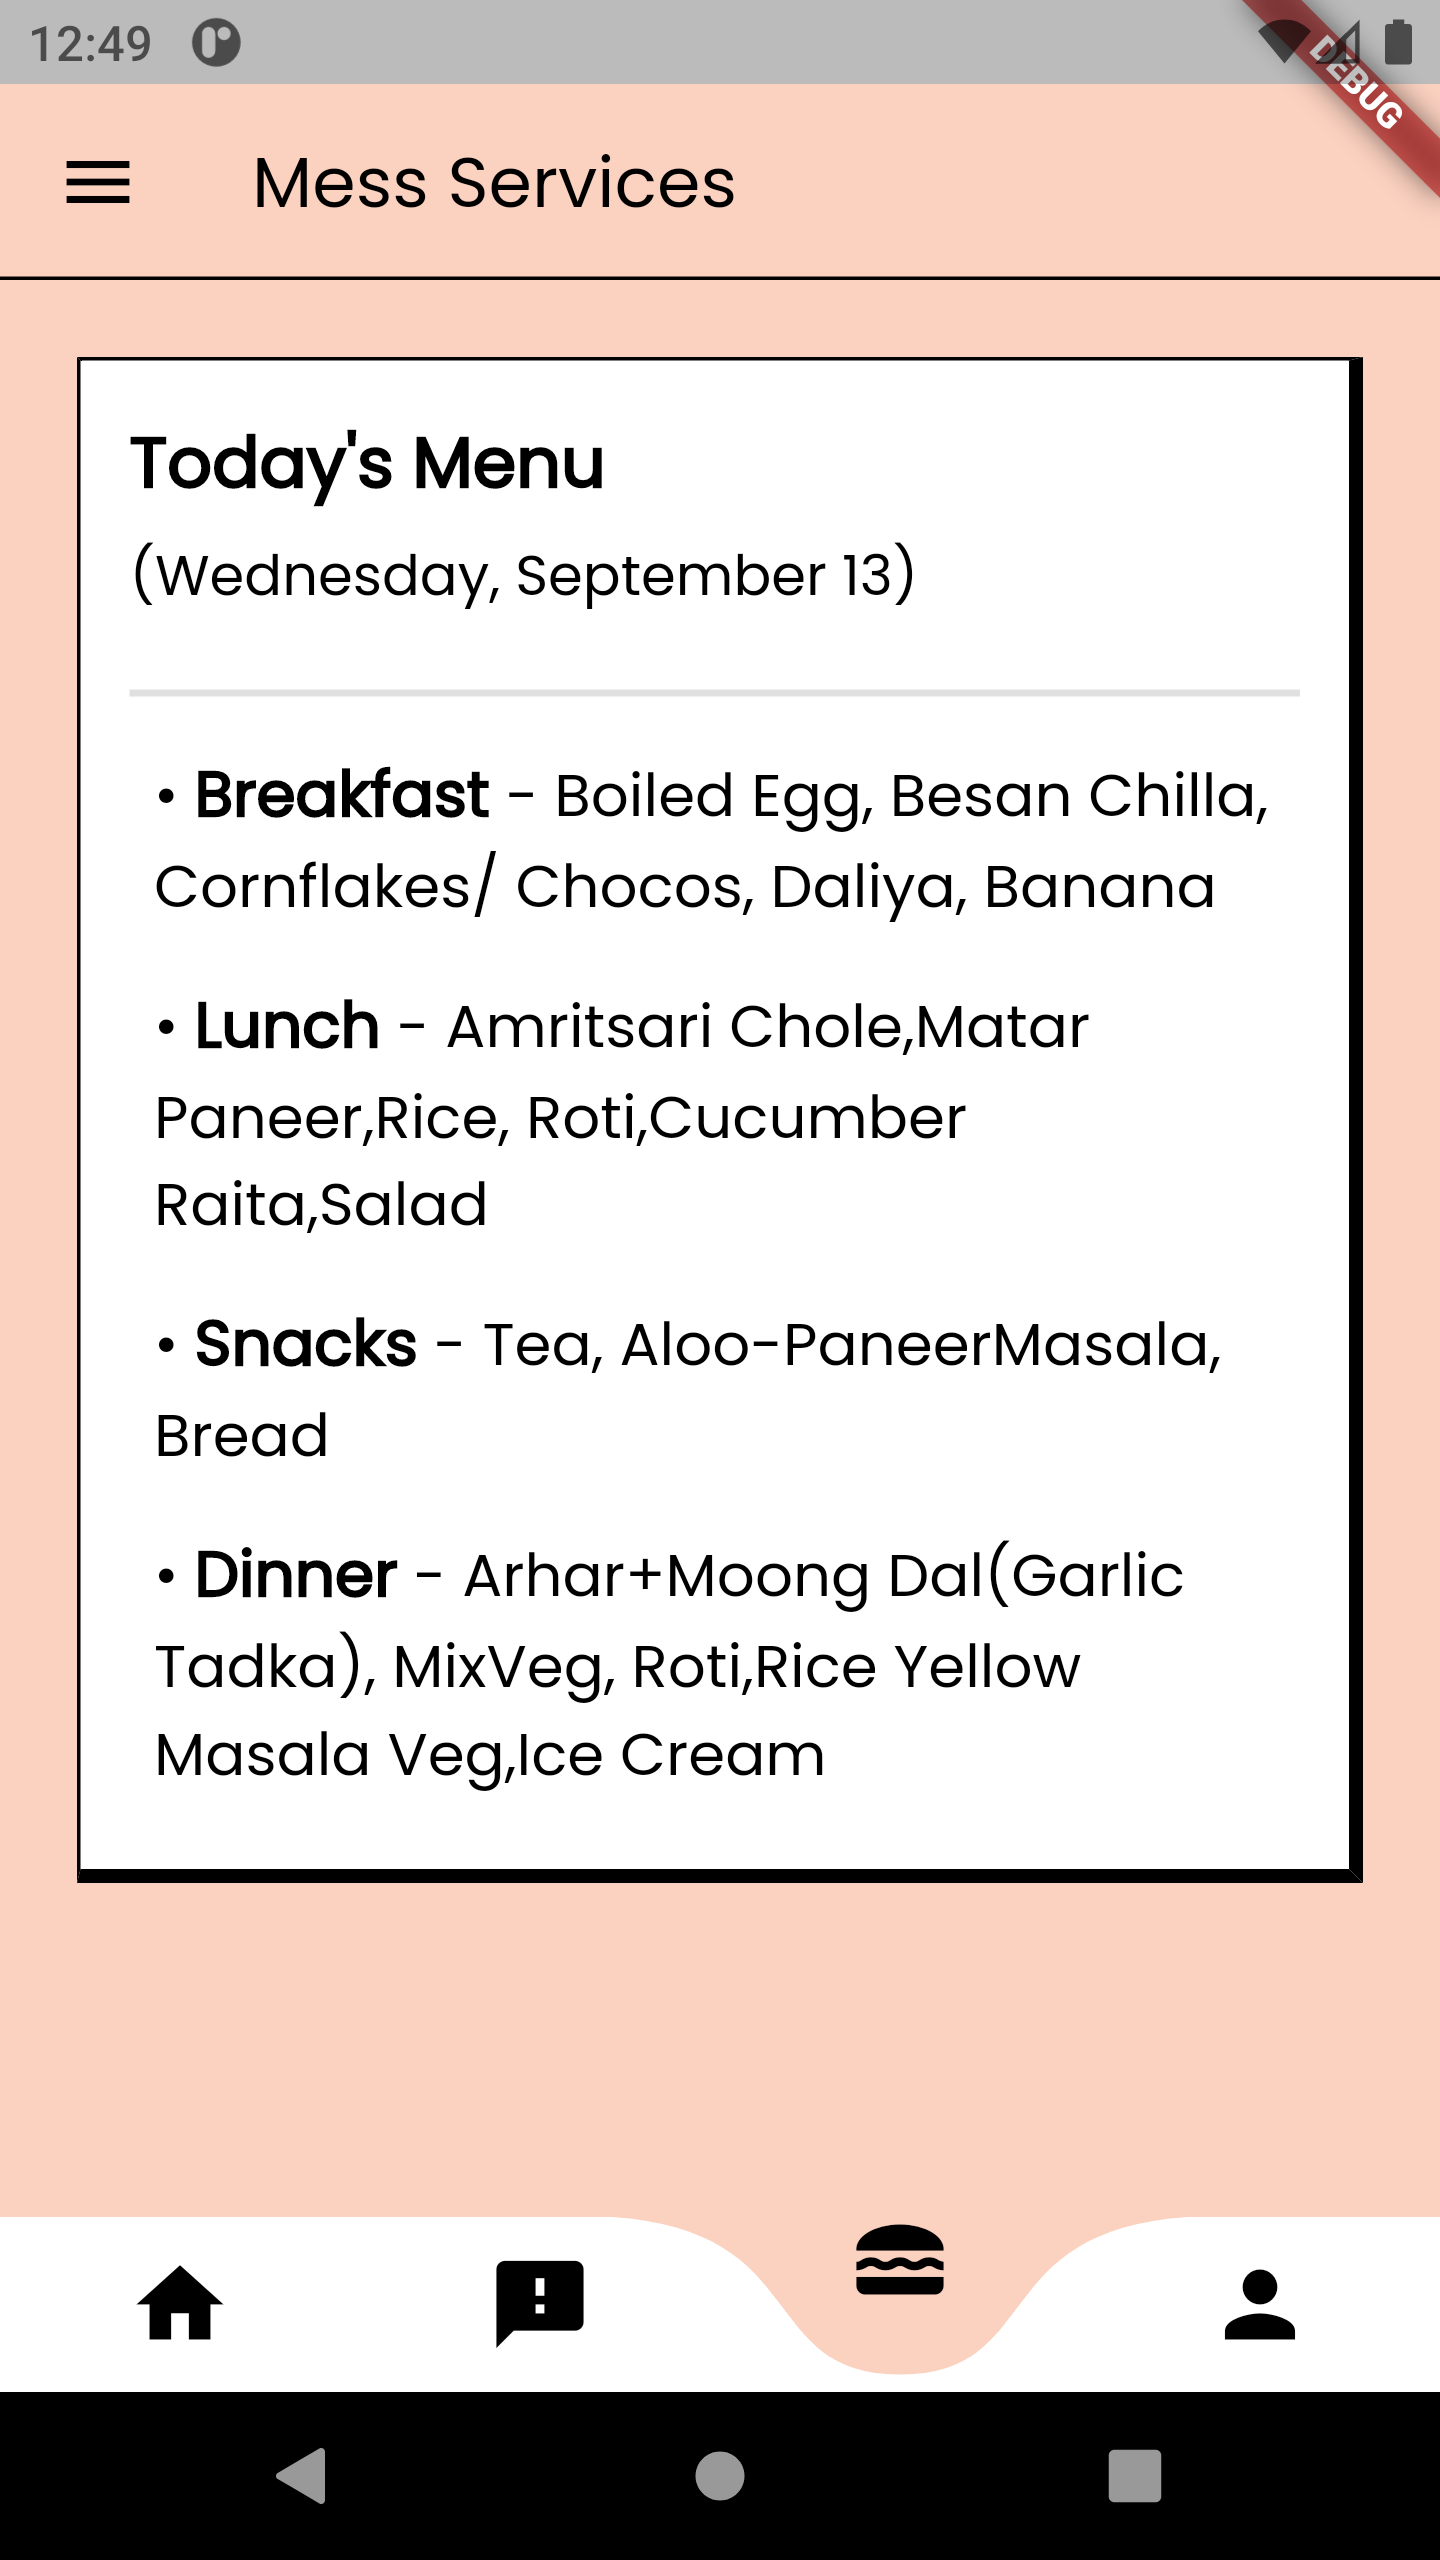 12:49
DEBUG
Mess Services
Today's Menu
(Wednesday, September 13)
• Breakfast - Boiled Egg, Besan Chilla,
Cornflakes/ Chocos, Daliya, Banana
• Lunch - Amritsari Chole,Matar
Paneer,Rice, Roti,Cucumber
Raita,Salad
• Snacks - Tea, Aloo-PaneerMasala,
Bread
• Dinner - Arhar+Moong Dal(Garlic
Tadka), MixVeg, Roti,Rice Yellow
Masala Veg,Ice Cream